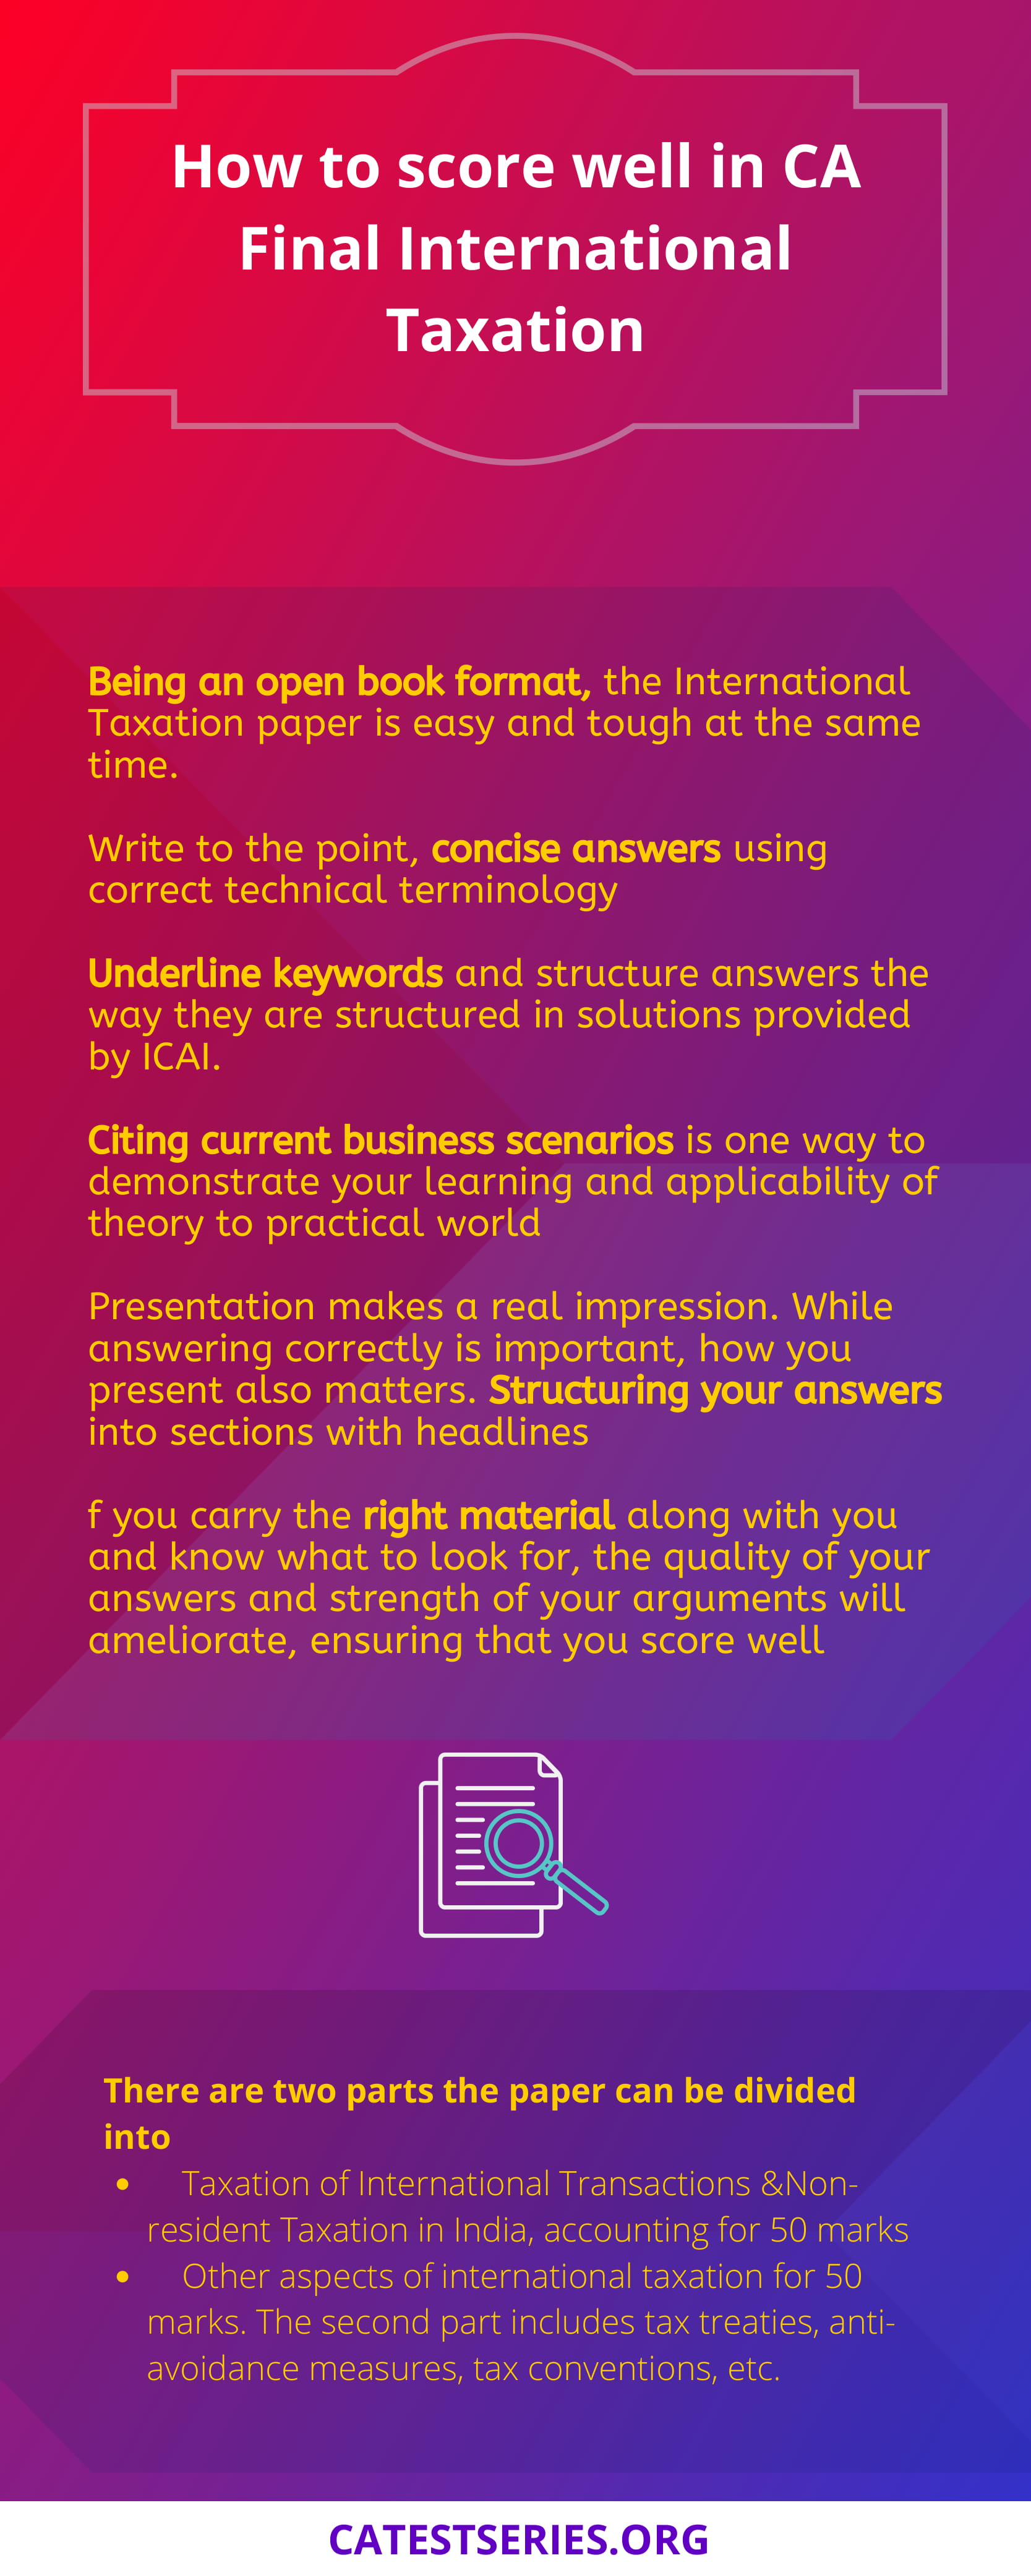 How to score well in CA
Final International
Taxation
Being an open book format, the International
Taxation paper is easy and tough at the same
time.
Write to the point, concise answers using
correct technical terminology
Underline keywords and structure answers the
way they are structured in solutions provided
by ICAI.
Citing current business scenarios is one way to
demonstrate your learning and applicability of
theory to practical world
Presentation makes a real impression. While
answering correctly is important, how you
present also matters. Structuring your answers
into sections with headlines
f you carry the right material along with you
and know what to look for, the quality of your
answers and strength of your arguments will
ameliorate, ensuring that you score well
There are two parts the paper can be divided
into
• Taxation of International Transactions &Non-
resident Taxation in India, accounting for 50 marks
• Other aspects of international taxation for 50
marks. The second part includes tax treaties, anti-
avoidance measures, tax conventions, etc.
CATESTSERIES.ORG